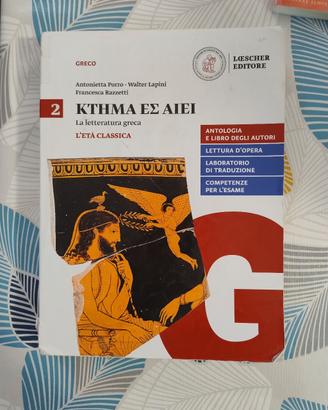 GRECO
LŒSCHER
EDITORE
Antonietta Porro · Walter Lapini
Francesca Razzetti
2
ΚΤΗΜΑ ΕΣ ΑΙΕΙ
La letteratura greca
L'ETÀ CLASSICA
ANTOLOGIA
E LIBRO DEGLI AUTORI
LETTURA D'OPERA
LABORATORIO
DI TRADUZIONE
COMPETENZE
PER L'ESAME
G